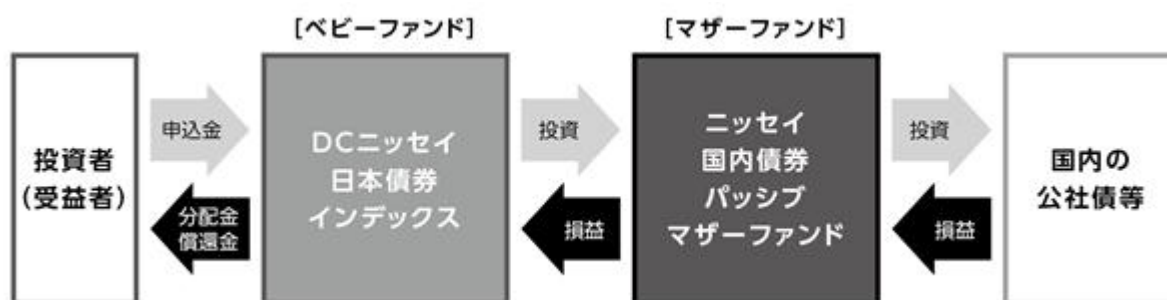 [ベビーファンド]
[マザーファンド]
投資者
(受益者)
申込金
分配金
償還金
DCニッセイ
日本債券
インデックス
投資
損益
ニッセイ
国内債券
パッシブ
マザーファンド
投資
損益
国内の
公社債等